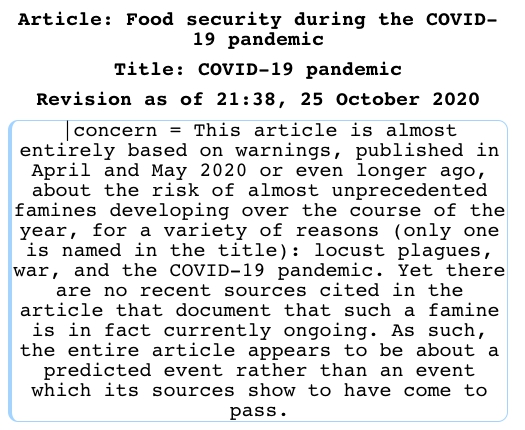 Article: Food security during the COVID-
19 pandemic
Title: COVID-19 pandemic
Revision as of 21:38, 25 October 2020
|concern = This article is almost
entirely based on warnings, published in
April and May 2020 or even longer ago,
about the risk of almost unprecedented
famines developing over the course of the
year, for a variety of reasons (only one
is named in the title): locust plagues,
war, and the COVID-19 pandemic. Yet there
are no recent sources cited in the
article that document that such a famine
is in fact currently ongoing. As such,
the entire article appears to be about a
predicted event rather than an event
which its sources show to have come to
pass.